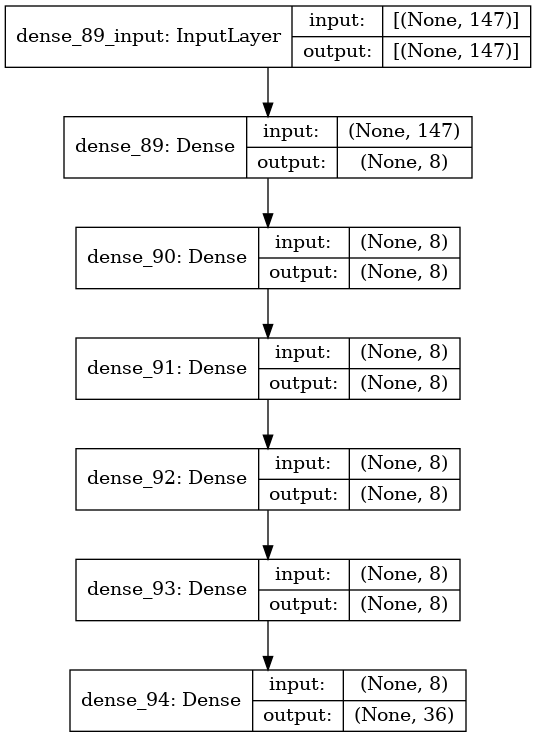 dense_89_input: InputLayer
input: [(None, 147)]
output: [(None, 147)]
dense_89: Dense
input: (None, 147)
output: (None, 8)
dense_90: Dense
input: (None, 8)
output: (None, 8)
dense_91: Dense
input: (None, 8)
output: (None, 8)
dense_92: Dense
input: (None, 8)
output: (None, 8)
dense_93: Dense
input: (None, 8)
output: (None, 8)
dense_94: Dense
input: (None, 8)
output: (None, 36)